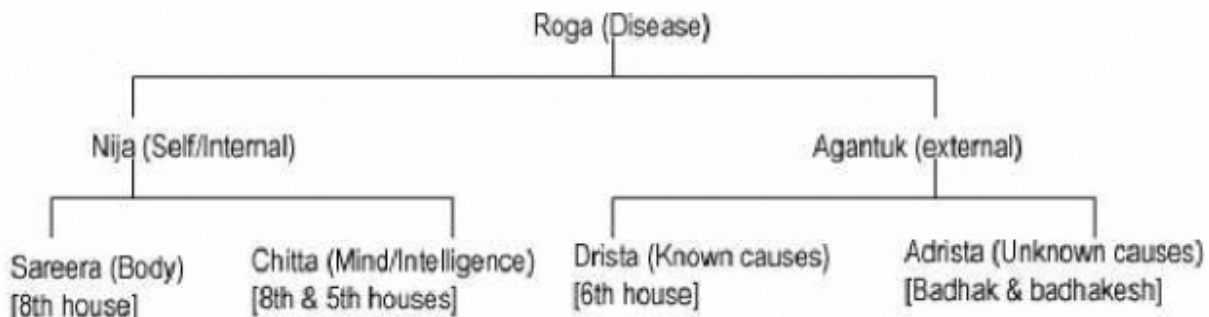 Roga (Disease)
Nija (Self/Internal)
Agantuk (external)
Sareera (Body)
[8th house]
Chitta (Mind/Intelligence)
[8th & 5th houses]
Drista (Known causes)
[6th house]
Adrista (Unknown causes)
[Badhak & badhakesh]